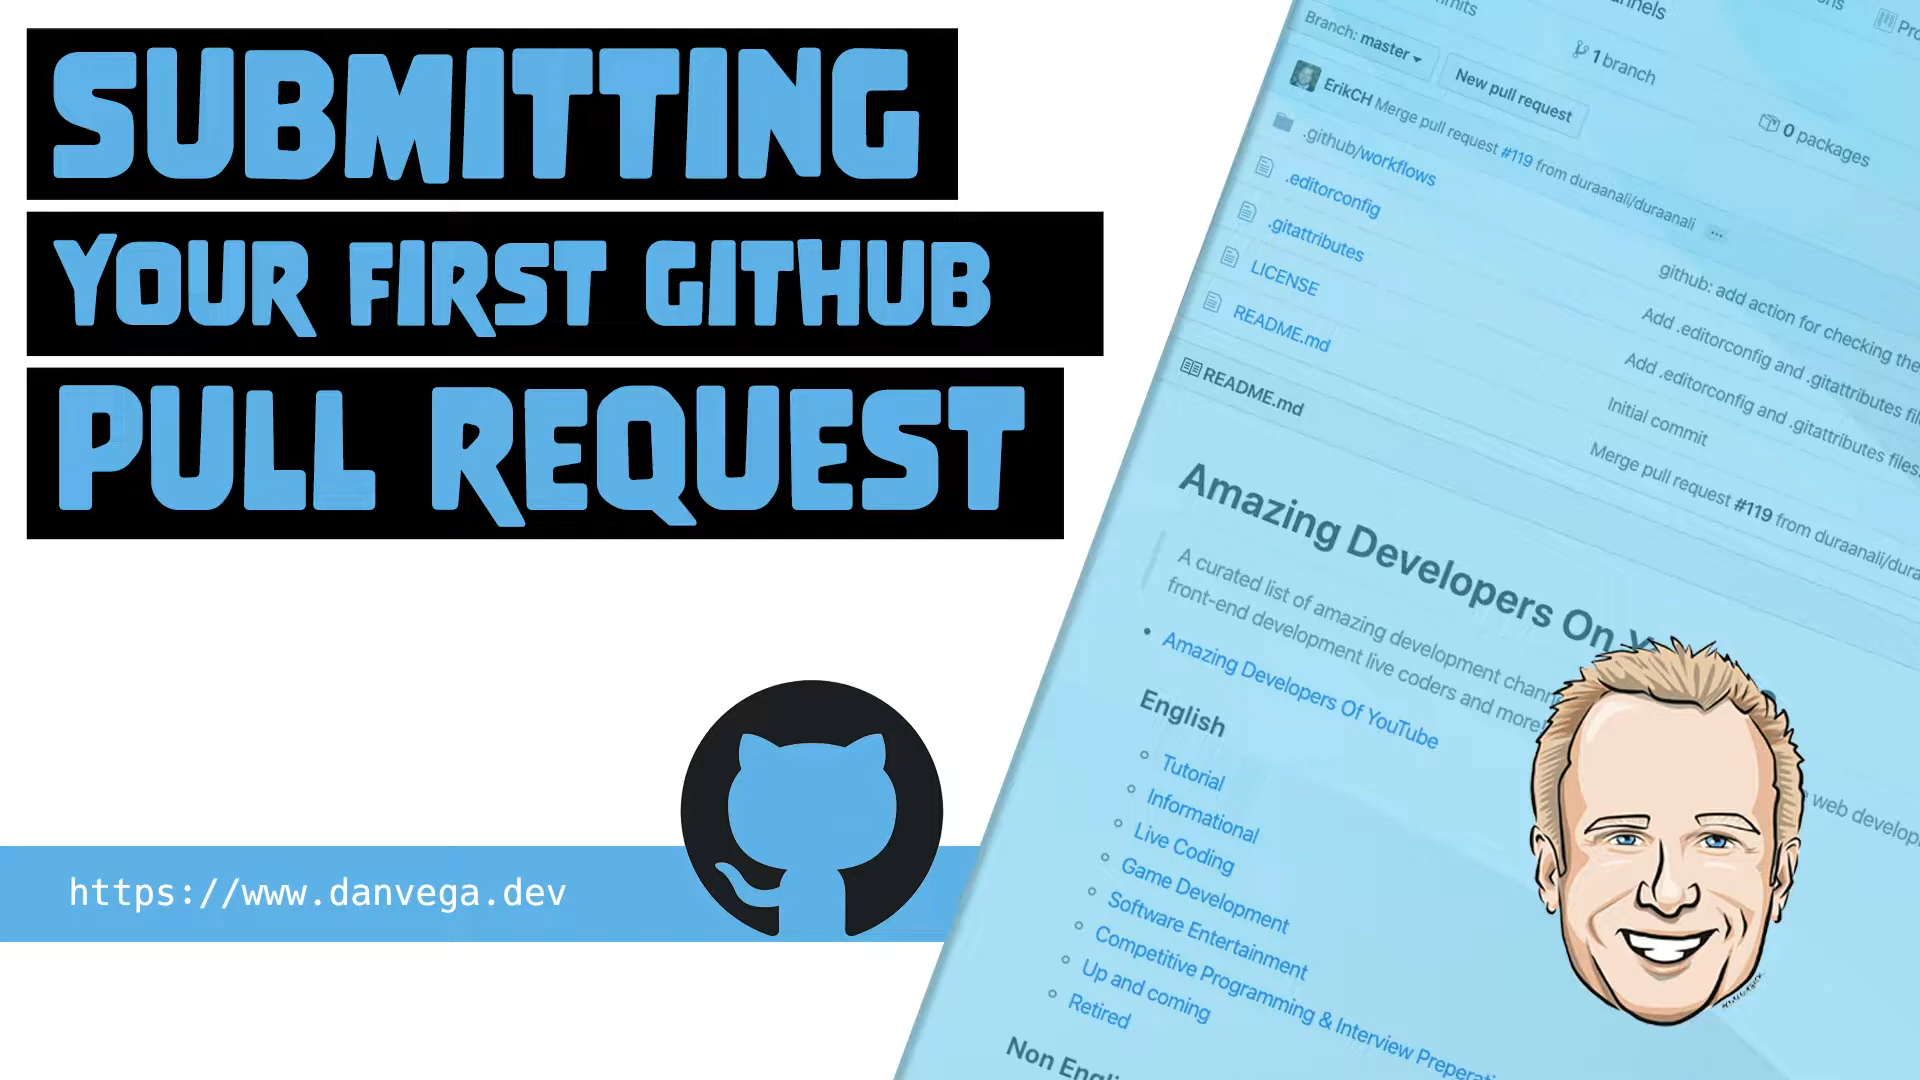 SUBMITTING
YOUR FIRST GITHUB
PULL REQUEST
https://www.danvega.dev
Branch: master
New pull request
1 branch
0 packages
ErikCH Merge pull request #119 from duraanali/duraanali ...
.github/workflows
.editorconfig
.gitattributes
LICENSE
README.md
github: add action for checking the
Add .editorconfig and .gitattributes
Add .editorconfig and .gitattributes files
Initial commit
Merge pull request #119 from duraanali/dura
README.md
Amazing Developers On
A curated list of amazing development
front-end development live coders and more
web develop
Amazing Developers Of YouTube
English
Tutorial
Informational
Live Coding
Game Development
Software Entertainment
Competitive Programming & Interview
Up and coming
Retired
Non